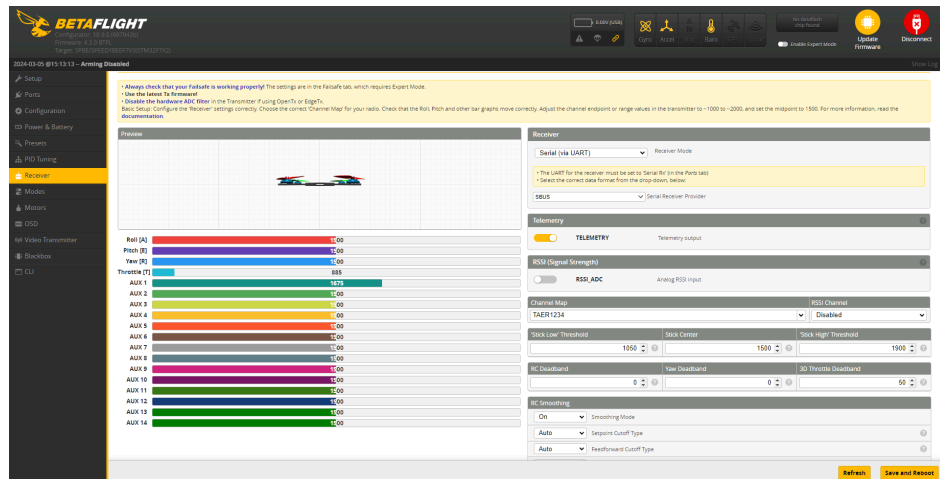 BETAFLIGHT
0.00V (USB)
Gyro
Accel
Baro
No dataflash
chip found
Enable Expert Mode
Update
Firmware
Disconnect
2024-03-05 @15:13:13 -- Arming Disabled
Show Log
Setup
Ports
Configuration
Power & Battery
Presets
PID Tuning
Receiver
Modes
Motors
OSD
Video Transmitter
Blackbox
CLI
• Always check that your Failsafe is working properly! The settings are in the Failsafe tab, which requires Expert Mode.
• Use the latest Tx firmware!
• Disable the hardware ADC filter in the Transmitter if using OpenTx or EdgeTx.
Basic Setup: Configure the 'Receiver' settings correctly. Choose the correct 'Channel Map' for your radio. Check that the Roll, Pitch and other bar graphs move correctly. Adjust the channel endpoint or range values in the transmitter to ~1000 to ~2000, and set the midpoint to 1500. For more information, read the
documentation.
Preview
Roll [A] 1500
Pitch [E] 1500
Yaw [R] 1500
Throttle [T] 885
AUX 1 1675
AUX 2 1500
AUX 3 1500
AUX 4 1500
AUX 5 1500
AUX 6 1500
AUX 7 1500
AUX 8 1500
AUX 9 1500
AUX 10 1500
AUX 11 1500
AUX 12 1500
AUX 13 1500
AUX 14 1500
Receiver
Serial (via UART) Receiver Mode
• The UART for the receiver must be set to 'Serial Rx' (in the Ports tab)
• Select the correct data format from the drop-down, below:
SBUS Serial Receiver Provider
Telemetry
TELEMETRY Telemetry output
RSSI (Signal Strength)
RSSI_ADC Analog RSSI input
Channel Map RSSI Channel
TAER1234 Disabled
'Stick Low' Threshold Stick Center 'Stick High' Threshold
1050 1500 1900
RC Deadband Yaw Deadband 3D Throttle Deadband
0 0 50
RC Smoothing
On Smoothing Mode
Auto Setpoint Cutoff Type
Auto Feedforward Cutoff Type
Refresh
Save and Reboot